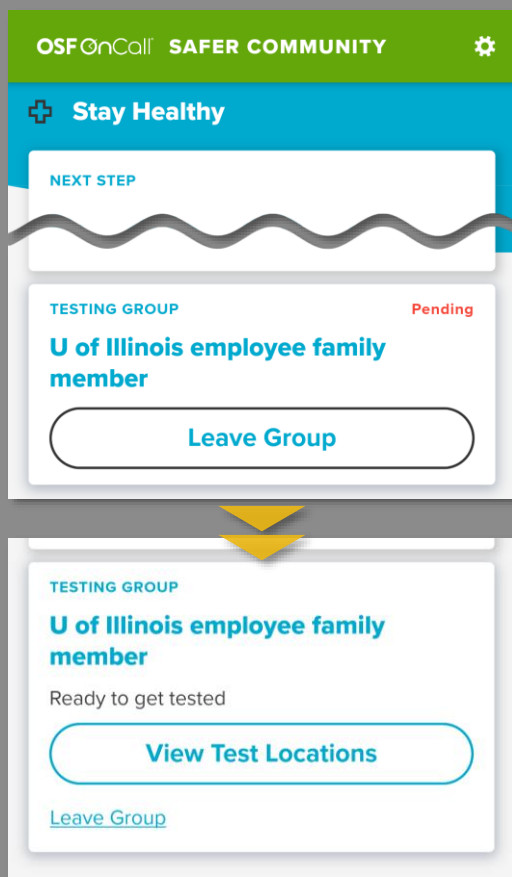 OSF OnCall SAFER COMMUNITY
Stay Healthy
NEXT STEP
TESTING GROUP Pending
U of Illinois employee family
member
Leave Group
TESTING GROUP
U of Illinois employee family
member
Ready to get tested
View Test Locations
Leave Group